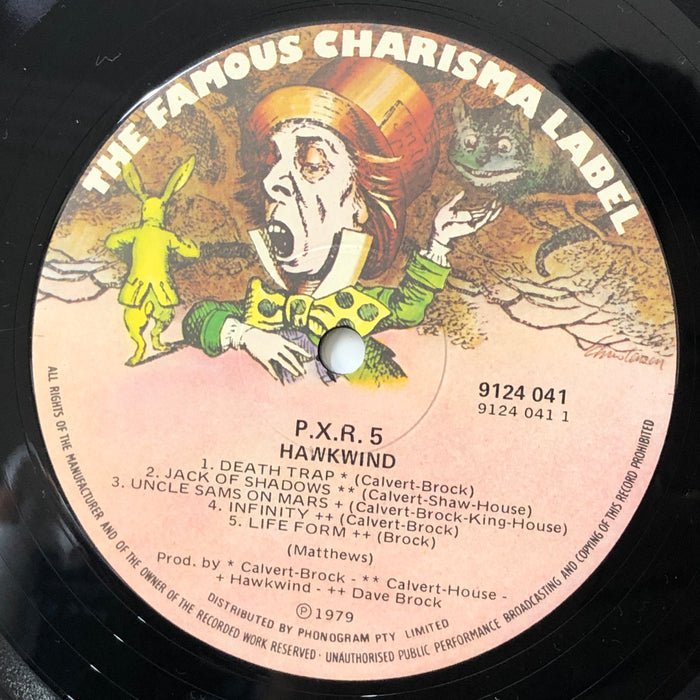 THE FAMOUS CHARISMA LABEL
9124 041
9124 041 1
P.X.R. 5
HAWKWIND
1. DEATH TRAP * (Calvert-Brock)
2. JACK OF SHADOWS ** (Calvert-Shaw-House)
3. UNCLE SAMS ON MARS + (Calvert-Brock-King-House)
4. INFINITY ++ (Calvert-Brock)
5. LIFE FORM ++ (Brock)
(Matthews)
Prod. by * Calvert-Brock - ** Calvert-House -
+ Hawkwind - ++ Dave Brock
Ⓟ 1979
DISTRIBUTED BY PHONOGRAM PTY LIMITED
ALL RIGHTS OF THE MANUFACTURER AND OF THE OWNER OF THE RECORDED WORK RESERVED · UNAUTHORISED PUBLIC PERFORMANCE BROADCASTING AND COPYING OF THIS RECORD PROHIBITED